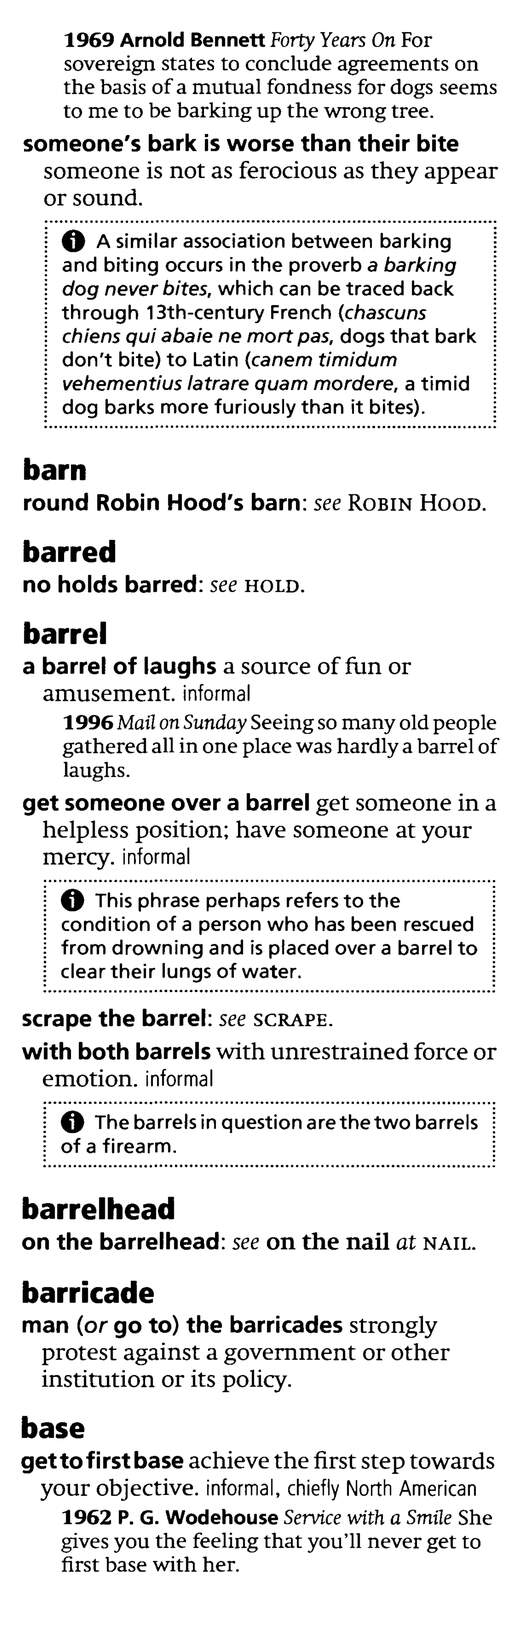 1969 Arnold Bennett Forty Years On For
sovereign states to conclude agreements on
the basis of a mutual fondness for dogs seems
to me to be barking up the wrong tree.
someone's bark is worse than their bite
someone is not as ferocious as they appear
or sound.
A similar association between barking
and biting occurs in the proverb a barking
dog never bites, which can be traced back
through 13th-century French (chascuns
chiens qui abaie ne mort pas, dogs that bark
don't bite) to Latin (canem timidum
vehementius latrare quam mordere, a timid
dog barks more furiously than it bites).
barn
round Robin Hood's barn: see ROBIN HOOD.
barred
no holds barred: see HOLD.
barrel
a barrel of laughs a source of fun or
amusement. informal
1996 Mail on Sunday Seeing so many old people
gathered all in one place was hardly a barrel of
laughs.
get someone over a barrel get someone in a
helpless position; have someone at your
mercy. informal
This phrase perhaps refers to the
condition of a person who has been rescued
from drowning and is placed over a barrel to
clear their lungs of water.
scrape the barrel: see SCRAPE.
with both barrels with unrestrained force or
emotion. informal
The barrels in question are the two barrels
of a firearm.
barrelhead
on the barrelhead: see on the nail at NAIL.
barricade
man (or go to) the barricades strongly
protest against a government or other
institution or its policy.
base
get to first base achieve the first step towards
your objective. informal, chiefly North American
1962 P. G. Wodehouse Service with a Smile She
gives you the feeling that you'll never get to
first base with her.